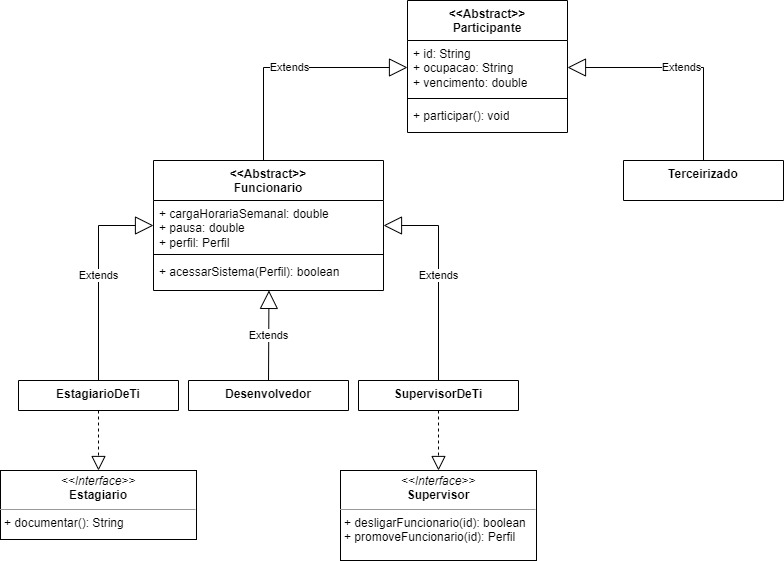 <<Abstract>>
Participante
+ id: String
+ ocupacao: String
+ vencimento: double
+ participar(): void
Extends
Extends
Terceirizado
<<Abstract>>
Funcionario
+ cargaHorariaSemanal: double
+ pausa: double
+ perfil: Perfil
+ acessarSistema(Perfil): boolean
Extends
Extends
Extends
EstagiarioDeTi
Desenvolvedor
SupervisorDeTi
<<Interface>>
Estagiario
+ documentar(): String
<<Interface>>
Supervisor
+ desligarFuncionario(id): boolean
+ promoveFuncionario(id): Perfil